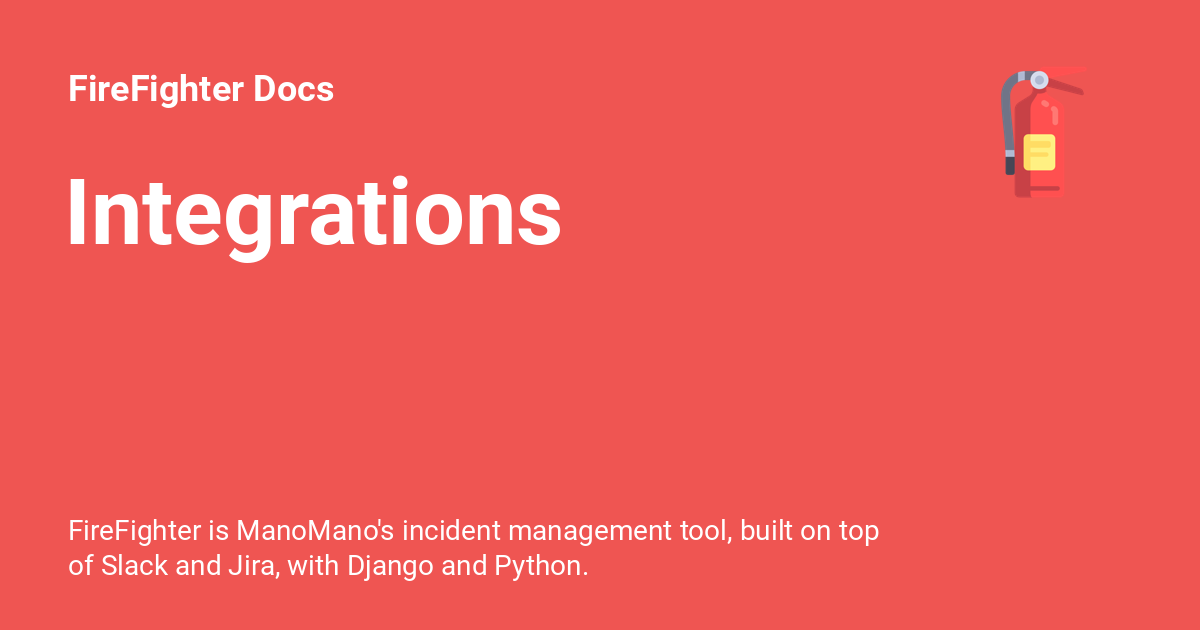 FireFighter Docs
Integrations
FireFighter is ManoMano's incident management tool, built on top
of Slack and Jira, with Django and Python.